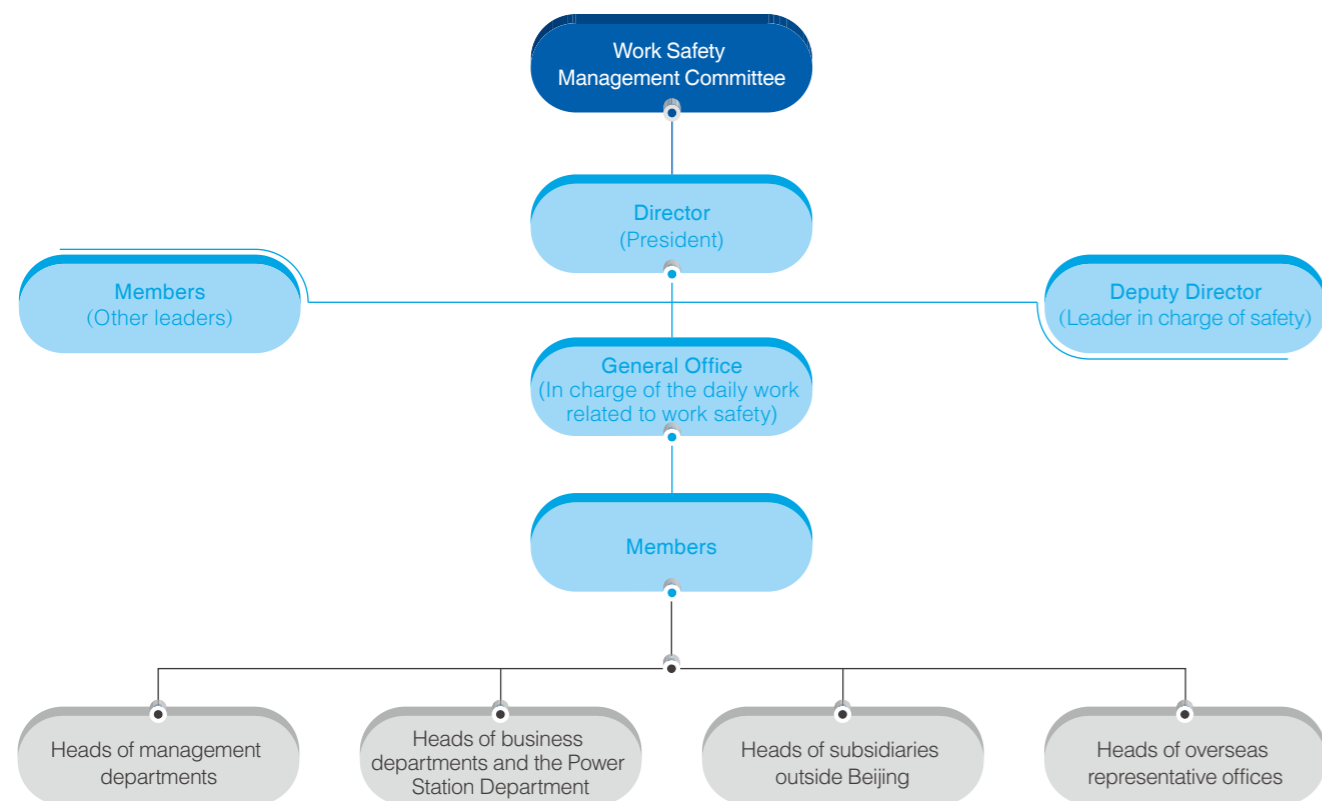 Work Safety
Management Committee
Director
(President)
Members
(Other leaders)
Deputy Director
(Leader in charge of safety)
General Office
(In charge of the daily work
related to work safety)
Members
Heads of management
departments
Heads of business
departments and the Power
Station Department
Heads of subsidiaries
outside Beijing
Heads of overseas
representative offices